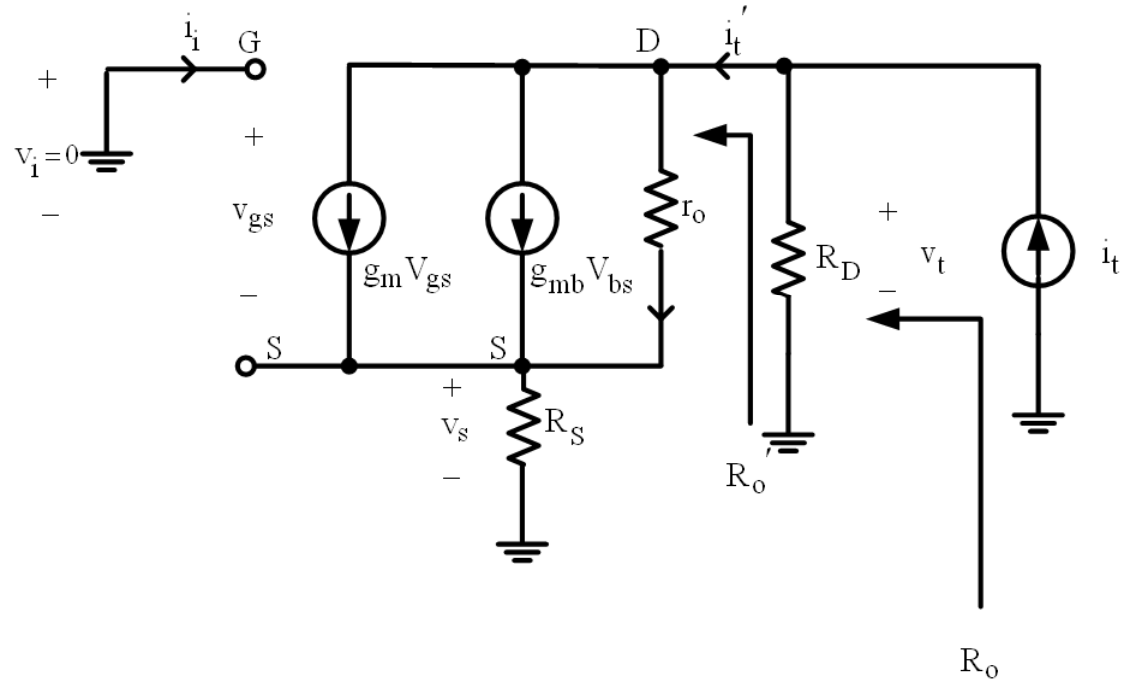 i_i
G
D
i_t'
+
v_i = 0
−
+
v_gs
−
g_m V_gs
g_mb V_bs
r_o
R_D
+
v_t
−
i_t
S
S
+
v_s
−
R_S
R_o'
R_o